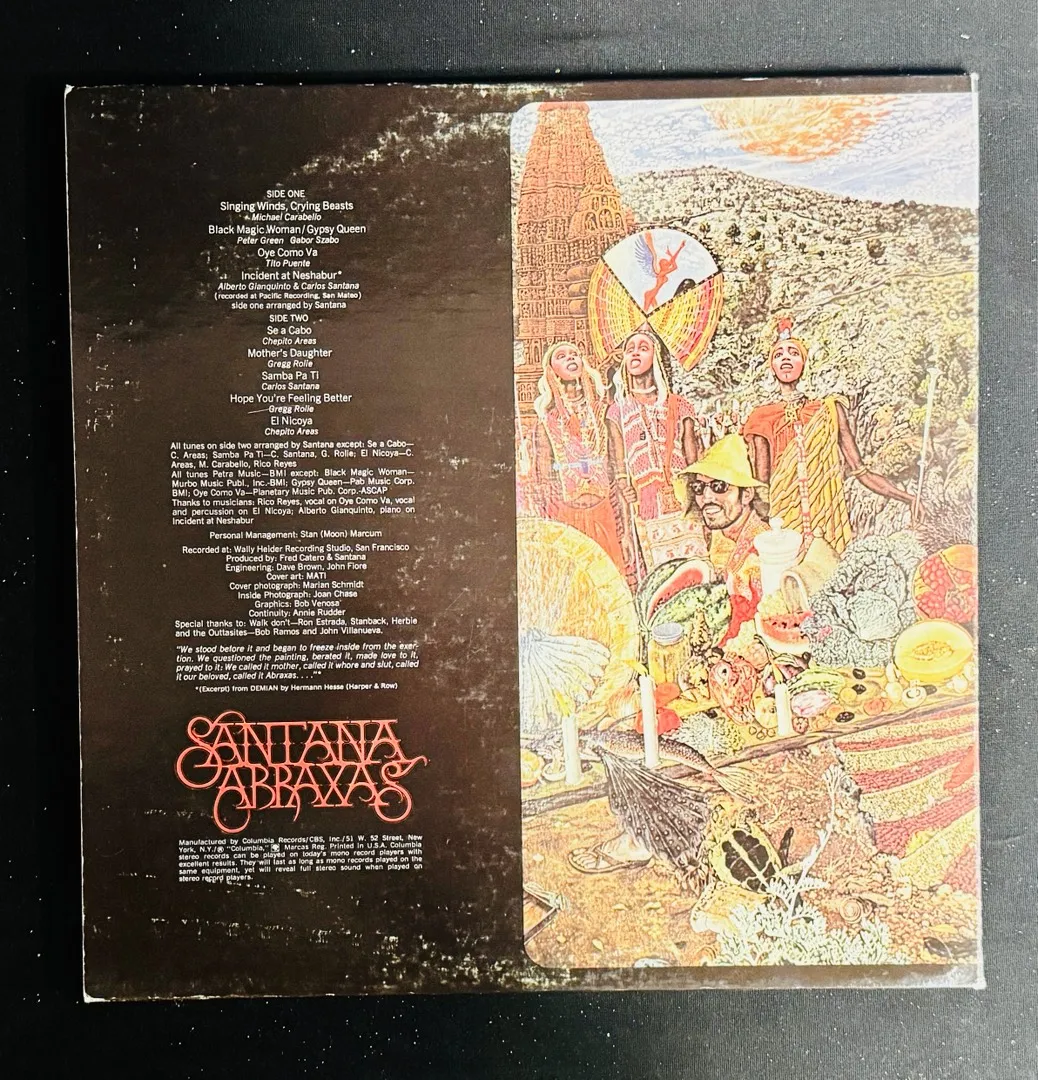 SIDE ONE
Singing Winds, Crying Beasts
Michael Carabello
Black Magic Woman/Gypsy Queen
Peter Green Gabor Szabo
Oye Como Va
Tito Puente
Incident at Neshabur*
Alberto Gianquinto & Carlos Santana
(recorded at Pacific Recording, San Mateo)
side one arranged by Santana
SIDE TWO
Se a Cabo
Chepito Areas
Mother's Daughter
Gregg Rolie
Samba Pa Ti
Carlos Santana
Hope You're Feeling Better
Gregg Rolie
El Nicoya
Chepito Areas
All tunes on side two arranged by Santana except: Se a Cabo—
C. Areas; Samba Pa Ti—C. Santana, G. Rolie; El Nicoya—C.
Areas, M. Carabello, Rico Reyes
All tunes Petra Music—BMI except: Black Magic Woman—
Murbo Music Publ., Inc.-BMI; Gypsy Queen—Pab Music Corp.
BMI; Oye Como Va—Planetary Music Pub. Corp.-ASCAP
Thanks to musicians: Rico Reyes, vocal on Oye Como Va, vocal
and percussion on El Nicoya; Alberto Gianquinto, piano on
Incident at Neshabur
Personal Management: Stan (Moon) Marcum
Recorded at: Wally Heider Recording Studio, San Francisco
Produced by: Fred Catero & Santana
Engineering: Dave Brown, John Fiore
Cover art: MATI
Cover photograph: Marian Schmidt
Inside Photograph: Joan Chase
Graphics: Bob Venosa
Continuity: Annie Rudder
Special thanks to: Walk don't—Ron Estrada, Stanback, Herbie
and the Outtasites—Bob Ramos and John Villanueva.
"We stood before it and began to freeze inside from the exer-
tion. We questioned the painting, berated it, made love to it,
prayed to it: We called it mother, called it whore and slut, called
it our beloved, called it Abraxas. . . ."*
*(Excerpt) from DEMIAN by Hermann Hesse (Harper & Row)
SANTANA
ABRAXAS
Manufactured by Columbia Records/CBS, Inc./51 W. 52 Street, New
York, N.Y./® "Columbia," Marcas Reg. Printed in U.S.A. Columbia
stereo records can be played on today's mono record players with
excellent results. They will last as long as mono records played on the
same equipment, yet will reveal full stereo sound when played on
stereo record players.